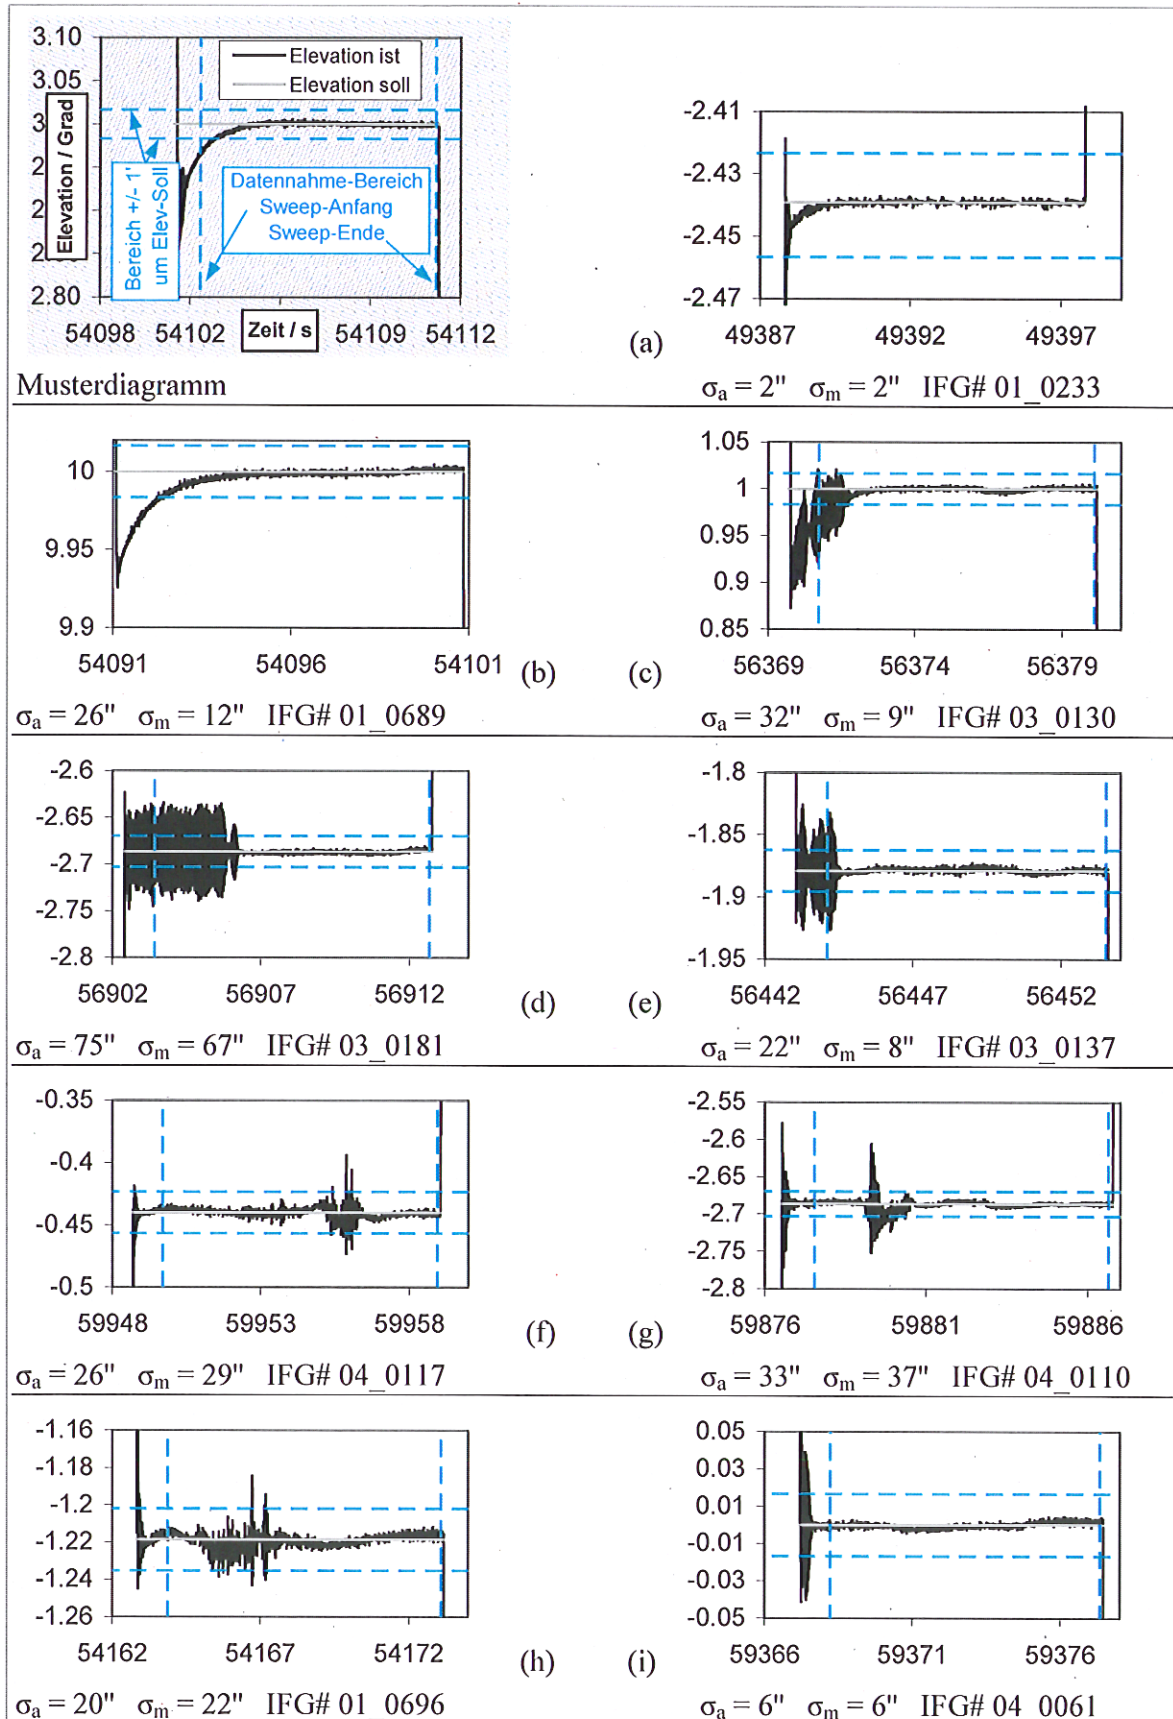 3.10
3.05
3
2
2
2
2.80
Elevation / Grad
Elevation ist
Elevation soll
Bereich +/- 1'
um Elev-Soll
Datennahme-Bereich
Sweep-Anfang
Sweep-Ende
54098 54102 Zeit / s 54109 54112
Musterdiagramm
-2.41
-2.43
-2.45
-2.47
49387 49392 49397
(a)
σa = 2" σm = 2" IFG# 01_0233
10
9.95
9.9
54091 54096 54101
(b)
σa = 26" σm = 12" IFG# 01_0689
1.05
1
0.95
0.9
0.85
56369 56374 56379
(c)
σa = 32" σm = 9" IFG# 03_0130
-2.6
-2.65
-2.7
-2.75
-2.8
56902 56907 56912
(d)
σa = 75" σm = 67" IFG# 03_0181
-1.8
-1.85
-1.9
-1.95
56442 56447 56452
(e)
σa = 22" σm = 8" IFG# 03_0137
-0.35
-0.4
-0.45
-0.5
59948 59953 59958
(f)
σa = 26" σm = 29" IFG# 04_0117
-2.55
-2.6
-2.65
-2.7
-2.75
-2.8
59876 59881 59886
(g)
σa = 33" σm = 37" IFG# 04_0110
-1.16
-1.18
-1.2
-1.22
-1.24
-1.26
54162 54167 54172
(h)
σa = 20" σm = 22" IFG# 01_0696
0.05
0.03
0.01
-0.01
-0.03
-0.05
49366 49371 49376
(i)
σa = 6" σm = 6" IFG# 04_0061